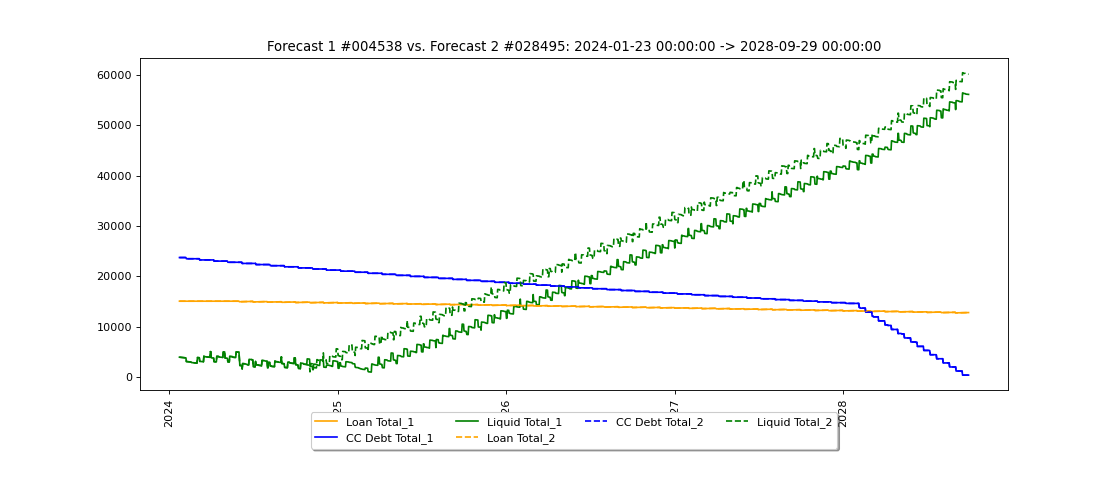 Forecast 1 #004538 vs. Forecast 2 #028495: 2024-01-23 00:00:00 -> 2028-09-29 00:00:00
60000
50000
40000
30000
20000
10000
0
2024
25
26
27
2028
Loan Total_1
Liquid Total_1
CC Debt Total_2
Liquid Total_2
CC Debt Total_1
Loan Total_2